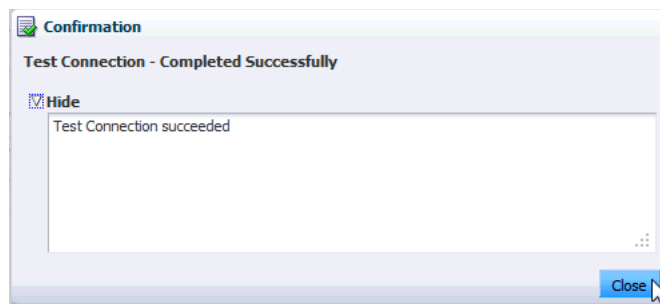 Confirmation
Test Connection - Completed Successfully
Hide
Test Connection succeeded
Close